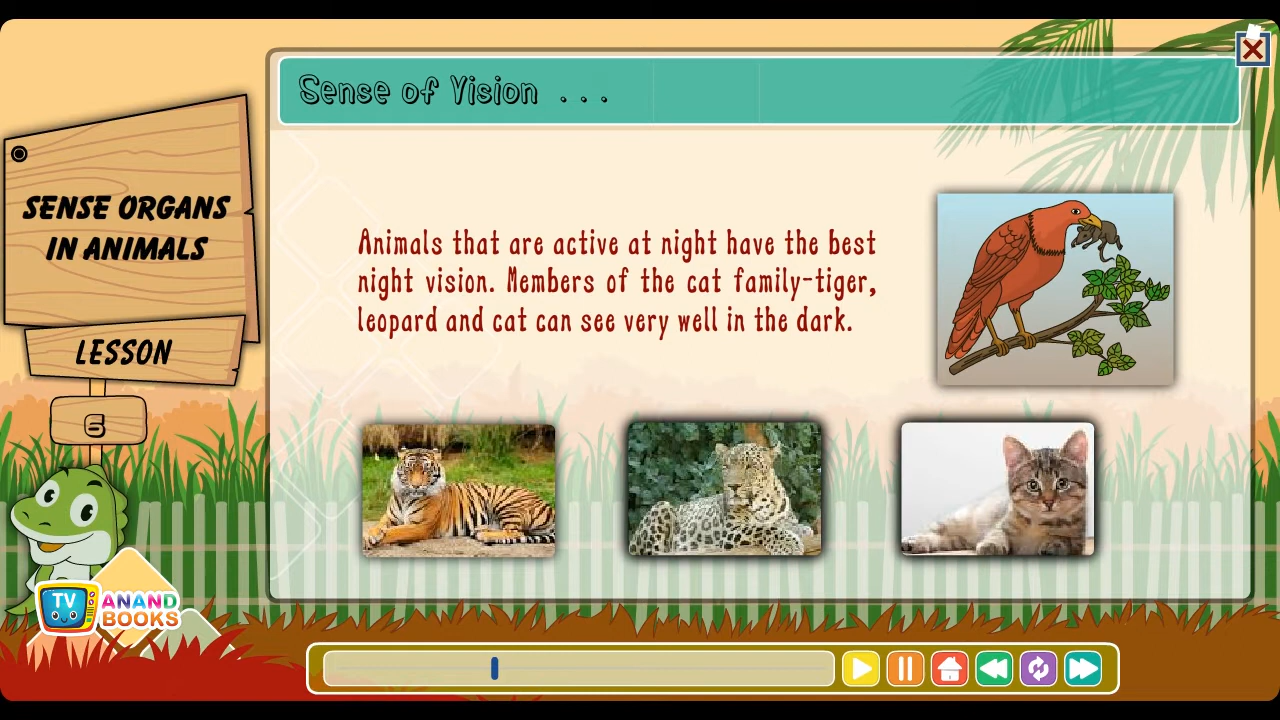 Sense of Vision ...
SENSE ORGANS
IN ANIMALS
LESSON
6
Animals that are active at night have the best
night vision. Members of the cat family-tiger,
leopard and cat can see very well in the dark.
TV
ANAND
BOOKS